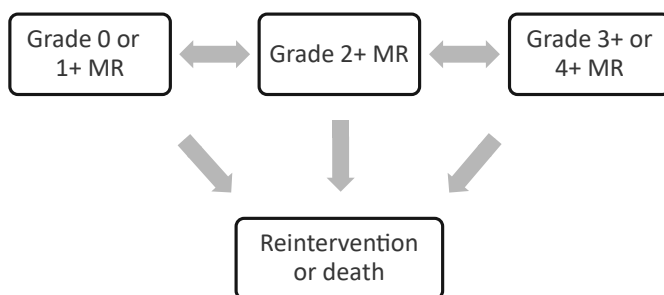 Grade 0 or
1+ MR
Grade 2+ MR
Grade 3+ or
4+ MR
Reintervention
or death